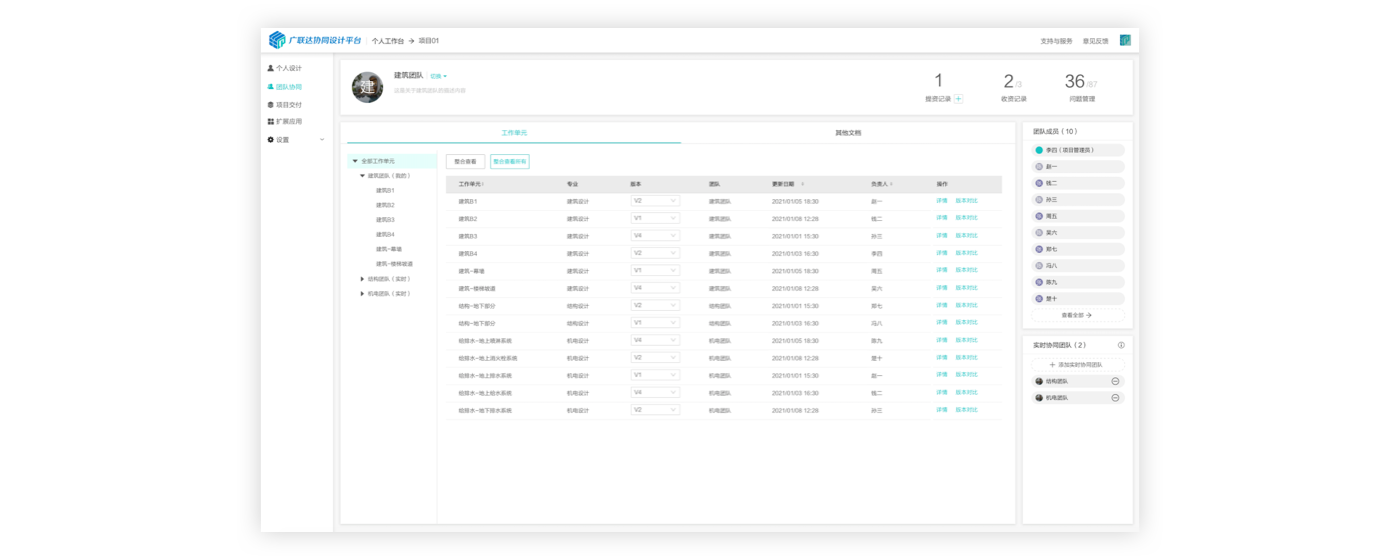 广联达协同设计平台 个人工作台 → 项目01
支持与服务 意见反馈
个人设计
团队协同
项目交付
扩展应用
设置
建
建筑团队 切换
这是关于建筑团队的描述内容
1
提资记录 +
2/3
收资记录
36/87
问题管理
工作单元 其他文档
全部工作单元
建筑团队（我的）
建筑B1
建筑B2
建筑B3
建筑B4
建筑-幕墙
建筑-楼梯坡道
结构团队（实时）
机电团队（实时）
整合查看 整合查看所有
工作单元 专业 版本 团队 更新日期 负责人 操作
建筑B1 建筑设计 V2 建筑团队 2021/01/05 18:30 赵一 详情 版本对比
建筑B2 建筑设计 V1 建筑团队 2021/01/08 12:28 钱二 详情 版本对比
建筑B3 建筑设计 V4 建筑团队 2021/01/01 15:30 孙三 详情 版本对比
建筑B4 建筑设计 V2 建筑团队 2021/01/03 16:30 李四 详情 版本对比
建筑-幕墙 建筑设计 V1 建筑团队 2021/01/05 18:30 周五 详情 版本对比
建筑-楼梯坡道 建筑设计 V4 建筑团队 2021/01/08 12:28 吴六 详情 版本对比
结构-地下部分 结构设计 V2 结构团队 2021/01/01 15:30 郑七 详情 版本对比
结构-地下部分 结构设计 V1 结构团队 2021/01/03 16:30 冯八 详情 版本对比
给排水-地上喷淋系统 机电设计 V4 机电团队 2021/01/05 18:30 陈九 详情 版本对比
给排水-地上消火栓系统 机电设计 V2 机电团队 2021/01/08 12:28 楚十 详情 版本对比
给排水-地上排水系统 机电设计 V1 机电团队 2021/01/01 15:30 赵一 详情 版本对比
给排水-地上给水系统 机电设计 V4 机电团队 2021/01/03 16:30 钱二 详情 版本对比
给排水-地下排水系统 机电设计 V2 机电团队 2021/01/08 12:28 孙三 详情 版本对比
团队成员（10）
李四（项目管理员）
赵一
钱二
孙三
周五
吴六
郑七
冯八
陈九
楚十
查看全部 →
实时协同团队（2）
+ 添加实时协同团队
结构团队
机电团队